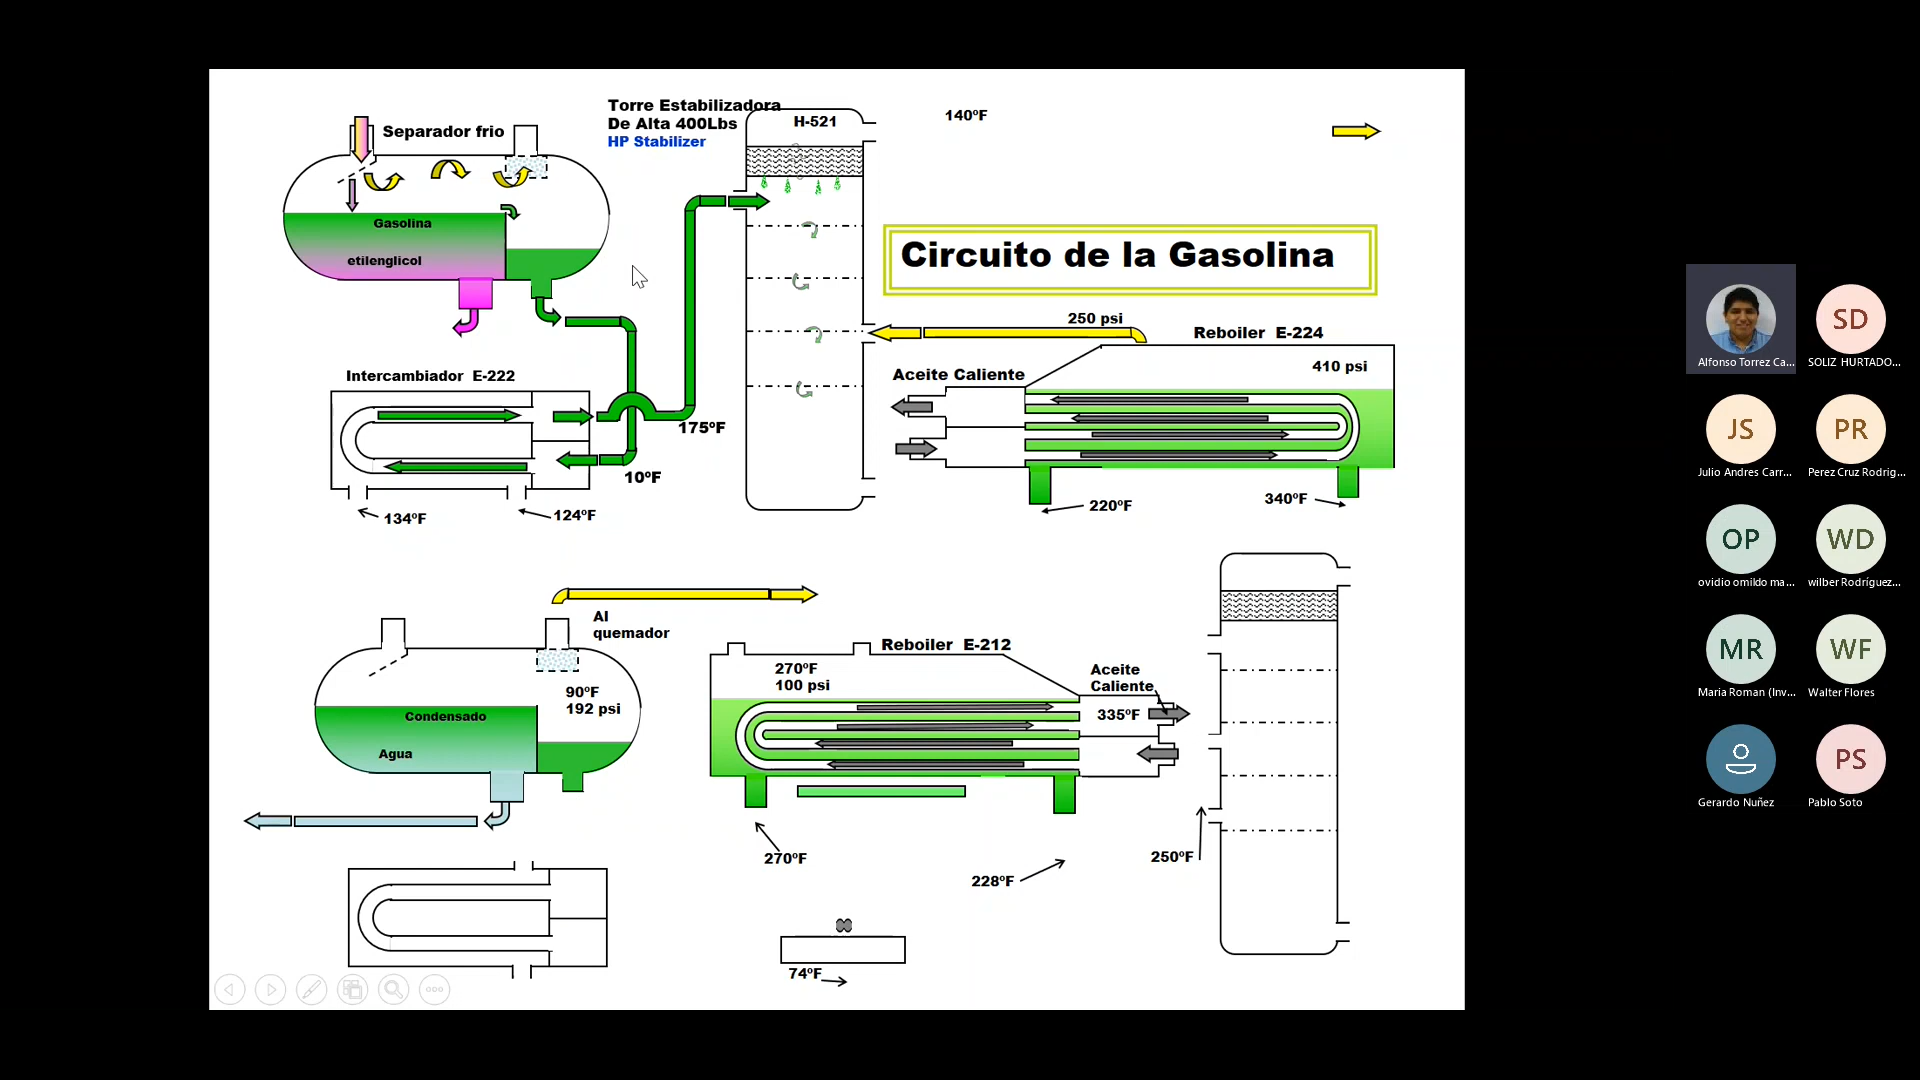 Torre Estabilizadora
De Alta 400Lbs
HP Stabilizer
H-521
140ºF
Separador frio
Gasolina
etilenglicol
Circuito de la Gasolina
250 psi
Reboiler E-224
410 psi
Aceite Caliente
Intercambiador E-222
175ºF
10ºF
134ºF
124ºF
220ºF
340ºF
Al
quemador
90ºF
192 psi
Condensado
Agua
Reboiler E-212
270ºF
100 psi
Aceite
Caliente
335ºF
270ºF
228ºF
250ºF
74ºF
Alfonso Torrez Ca...
SD
SOLIZ HURTADO...
JS
Julio Andres Carr...
PR
Perez Cruz Rodrig...
OP
ovidio omildo ma...
WD
wilber Rodríguez...
MR
Maria Roman (Inv...
WF
Walter Flores
Gerardo Nuñez
PS
Pablo Soto